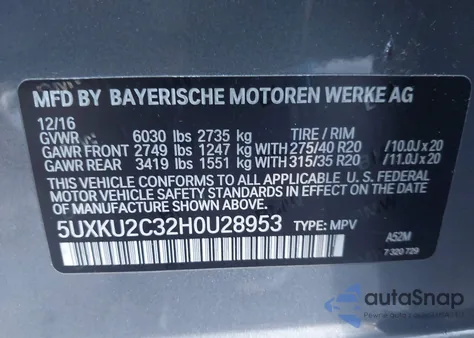 MFD BY BAYERISCHE MOTOREN WERKE AG
12/16 TIRE / RIM
GVWR 6030 lbs 2735 kg
GAWR FRONT 2749 lbs 1247 kg WITH 275/40 R20 /10.0J x 20
GAWR REAR 3419 lbs 1551 kg WITH 315/35 R20 /11.0J x 20
THIS VEHICLE CONFORMS TO ALL APPLICABLE U. S. FEDERAL
MOTOR VEHICLE SAFETY STANDARDS IN EFFECT ON THE DATE
OF MANUFACTURE SHOWN ABOVE.
5UXKU2C32H0U28953 TYPE: MPV A52M
7 320 729
autoSnap